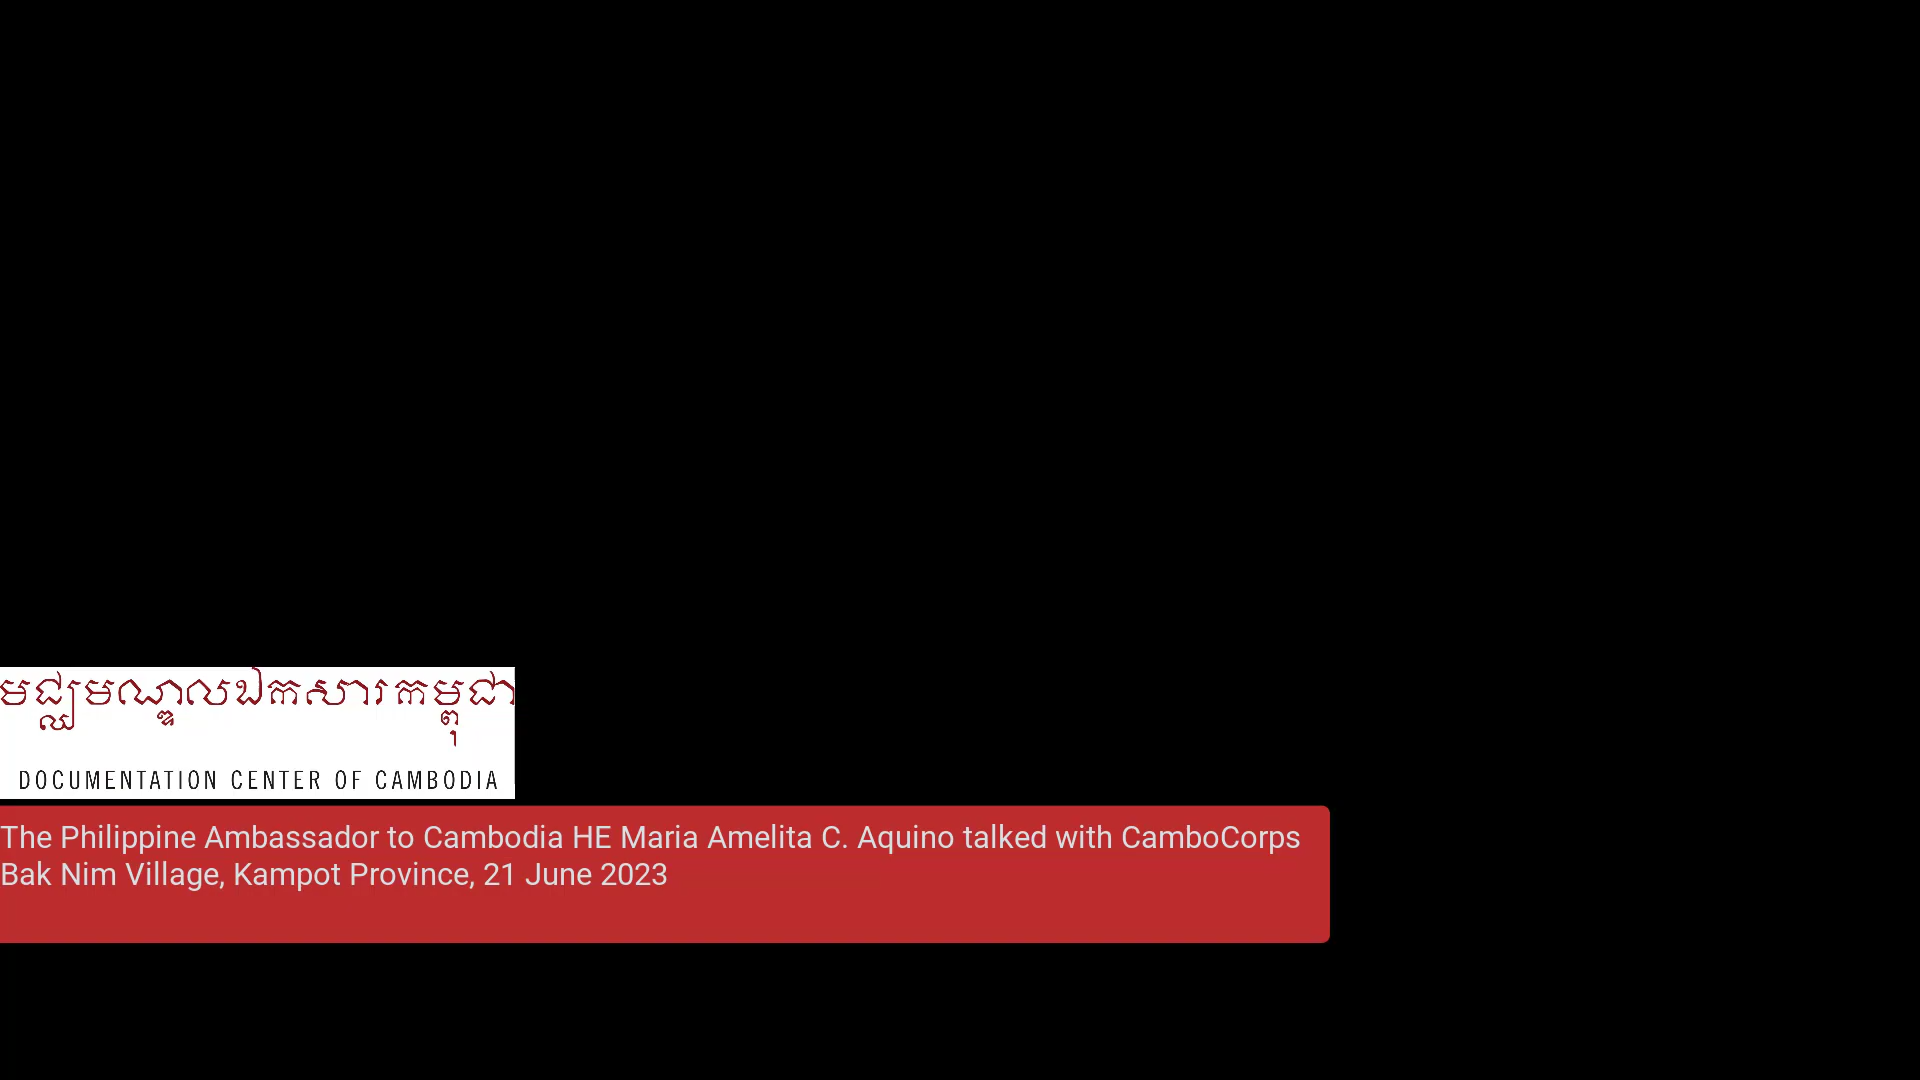 មជ្ឈមណ្ឌលឯកសារកម្ពុជា
DOCUMENTATION CENTER OF CAMBODIA
The Philippine Ambassador to Cambodia HE Maria Amelita C. Aquino talked with CamboCorps
Bak Nim Village, Kampot Province, 21 June 2023